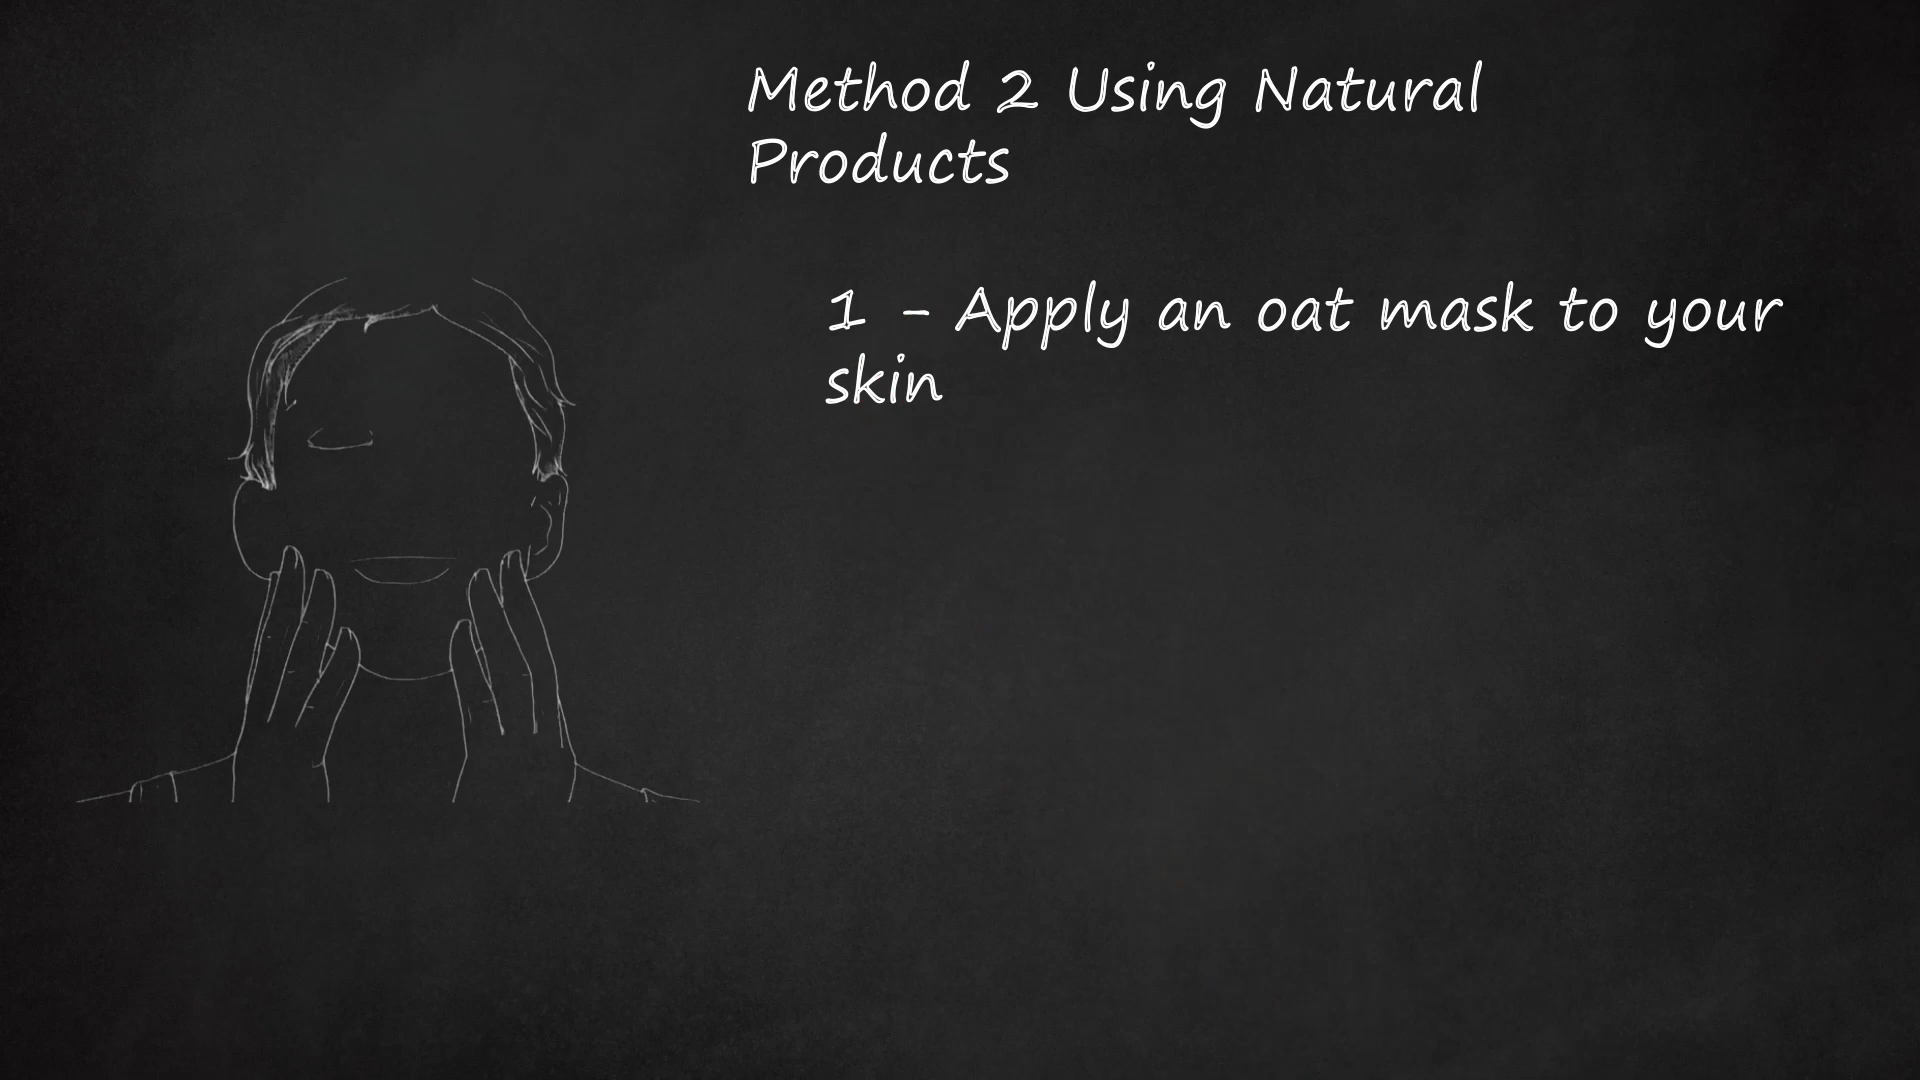 Method 2 Using Natural
Products
1 - Apply an oat mask to your
skin